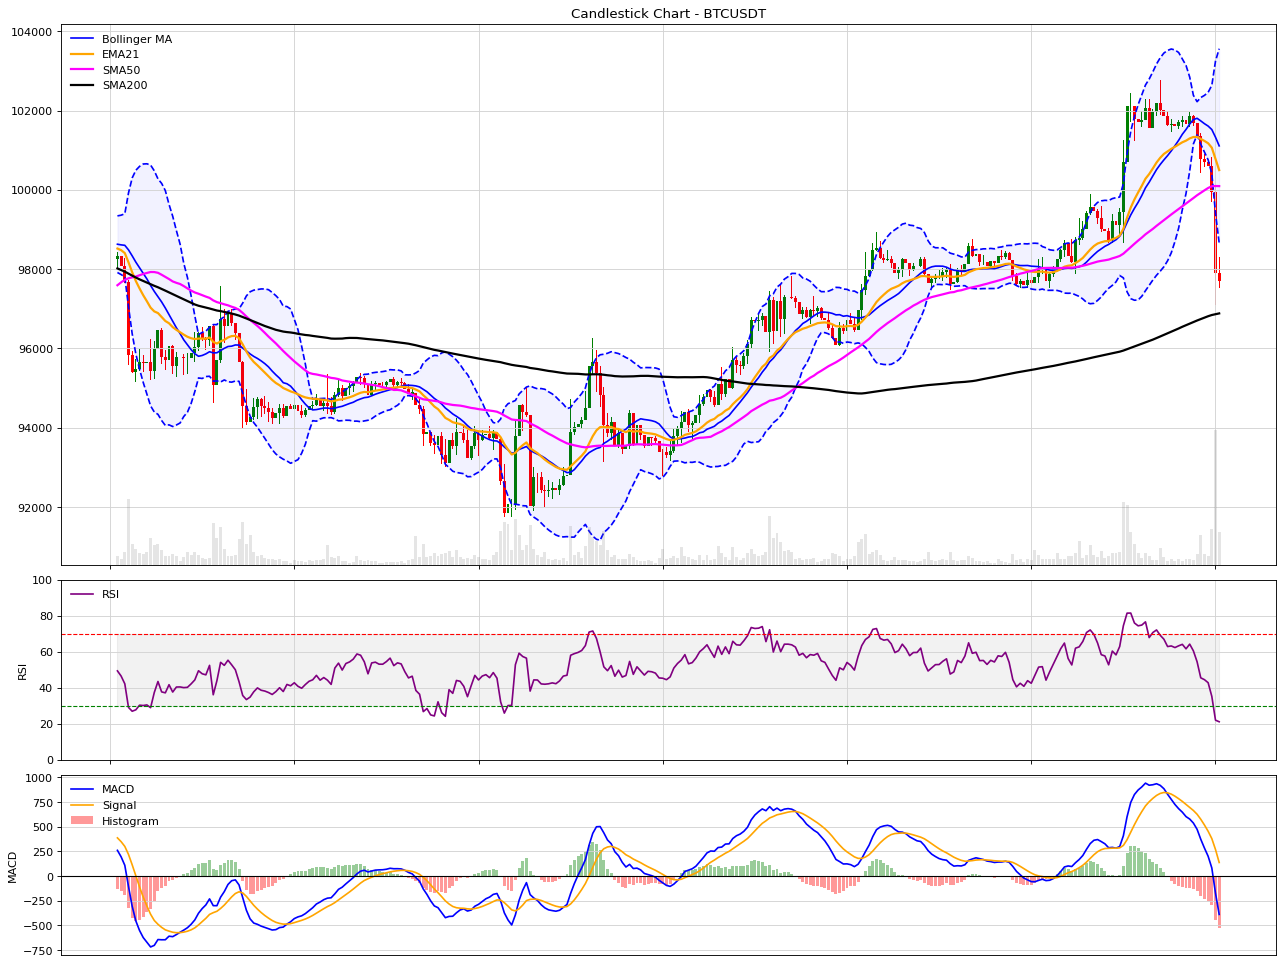 Candlestick Chart - BTCUSDT
Bollinger MA
EMA21
SMA50
SMA200
104000
102000
100000
98000
96000
94000
92000
RSI
RSI
100
80
60
40
20
0
MACD
Signal
Histogram
MACD
1000
750
500
250
0
−250
−500
−750